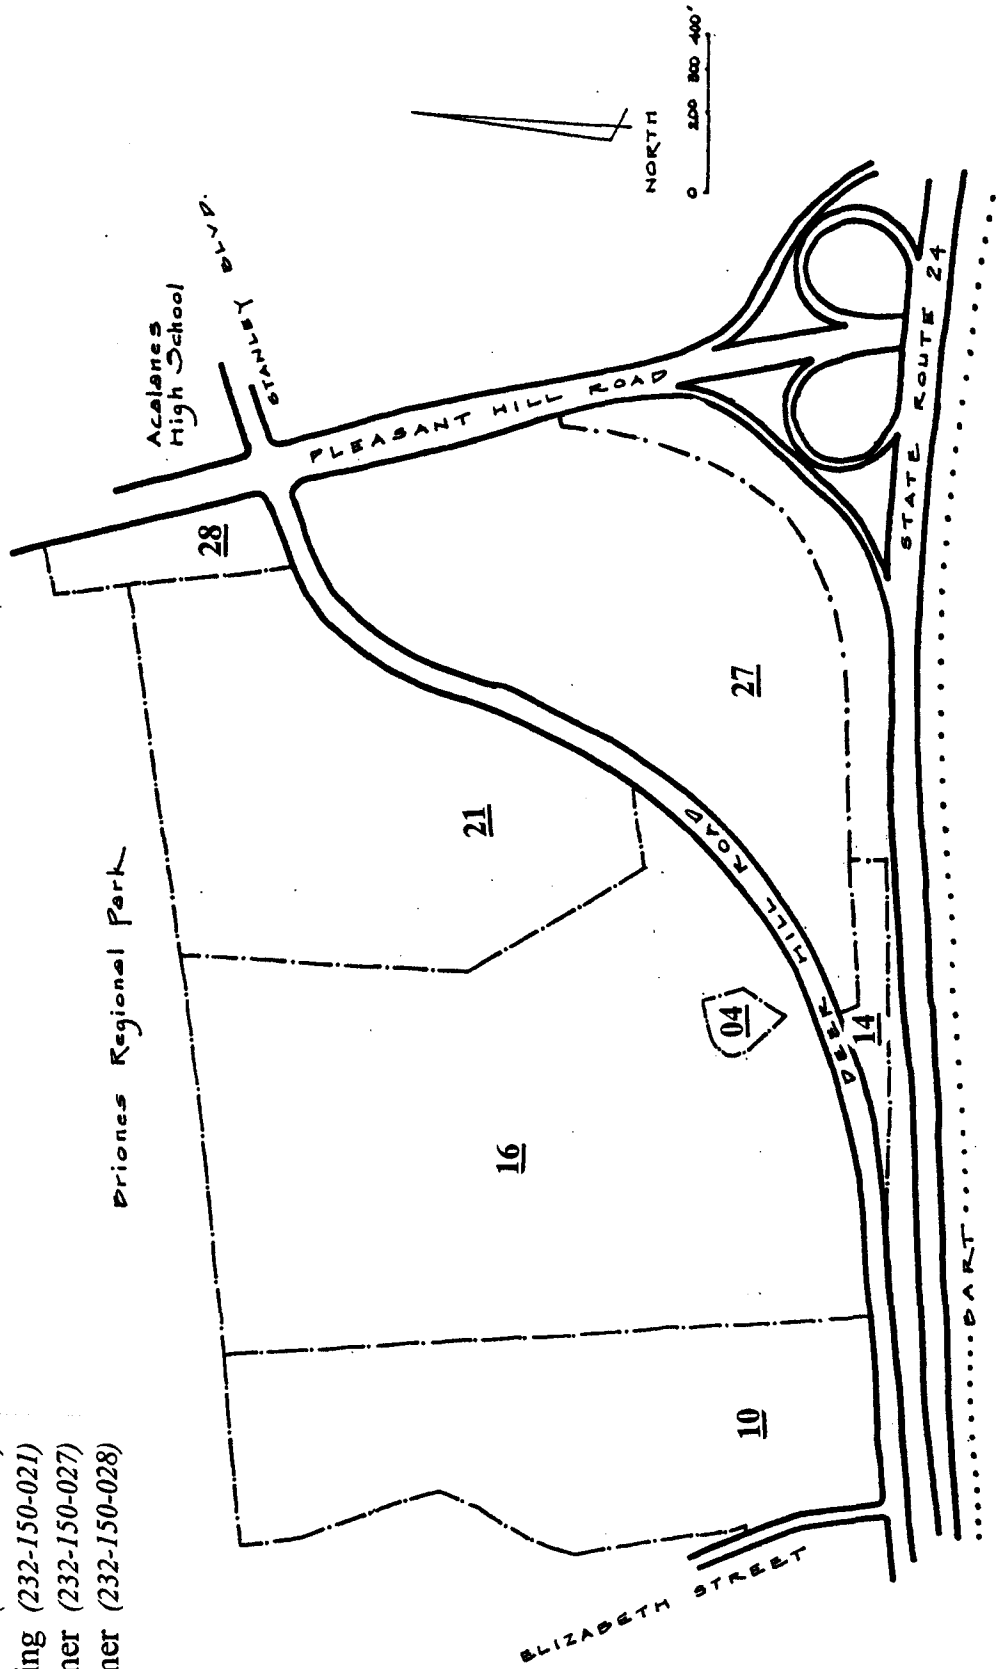 ing (232-150-021)
ner (232-150-027)
ner (232-150-028)
Briones Regional Park
Acalanes
High School
STANLEY BLVD.
PLEASANT HILL ROAD
28
21
27
16
04
14
10
DEER HILL ROAD
ELIZABETH STREET
STATE ROUTE 24
BART
NORTH
0 200 300 400'